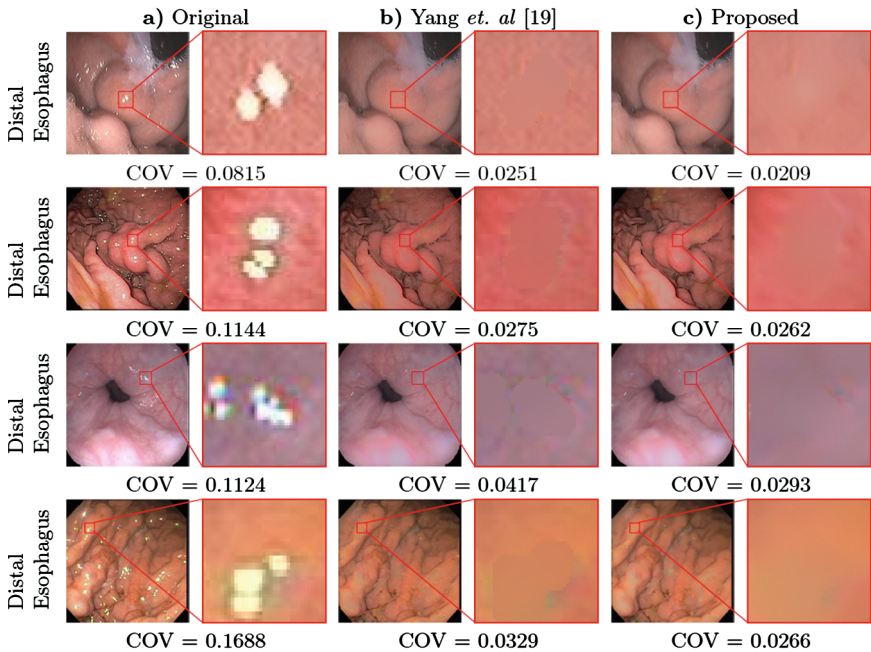 a) Original
b) Yang et. al [19]
c) Proposed
Distal
Esophagus
COV = 0.0815
COV = 0.0251
COV = 0.0209
Distal
Esophagus
COV = 0.1144
COV = 0.0275
COV = 0.0262
Distal
Esophagus
COV = 0.1124
COV = 0.0417
COV = 0.0293
Distal
Esophagus
COV = 0.1688
COV = 0.0329
COV = 0.0266